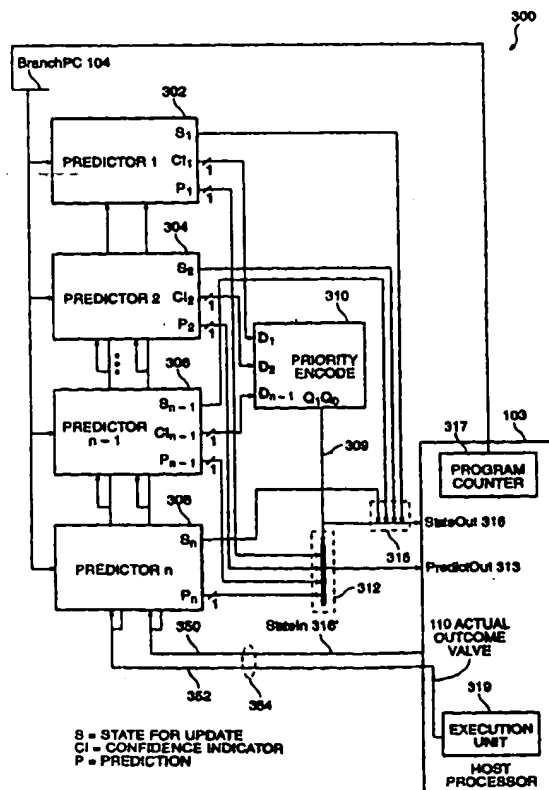 300
BranchPC 104
302
PREDICTOR 1
S1
CI1
1
P1
1
304
PREDICTOR 2
S2
CI2
1
P2
1
310
PRIORITY
ENCODE
D1
D2
Dn-1
Q1Q0
306
PREDICTOR
n-1
Sn-1
CIn-1
1
Pn-1
1
309
317
103
PROGRAM
COUNTER
308
PREDICTOR n
Sn
Pn
1
315
StateOut 316
312
PredictOut 313
StateIn 316'
350
352
354
110 ACTUAL
OUTCOME
VALVE
319
EXECUTION
UNIT
HOST
PROCESSOR
S = STATE FOR UPDATE
CI = CONFIDENCE INDICATOR
P = PREDICTION